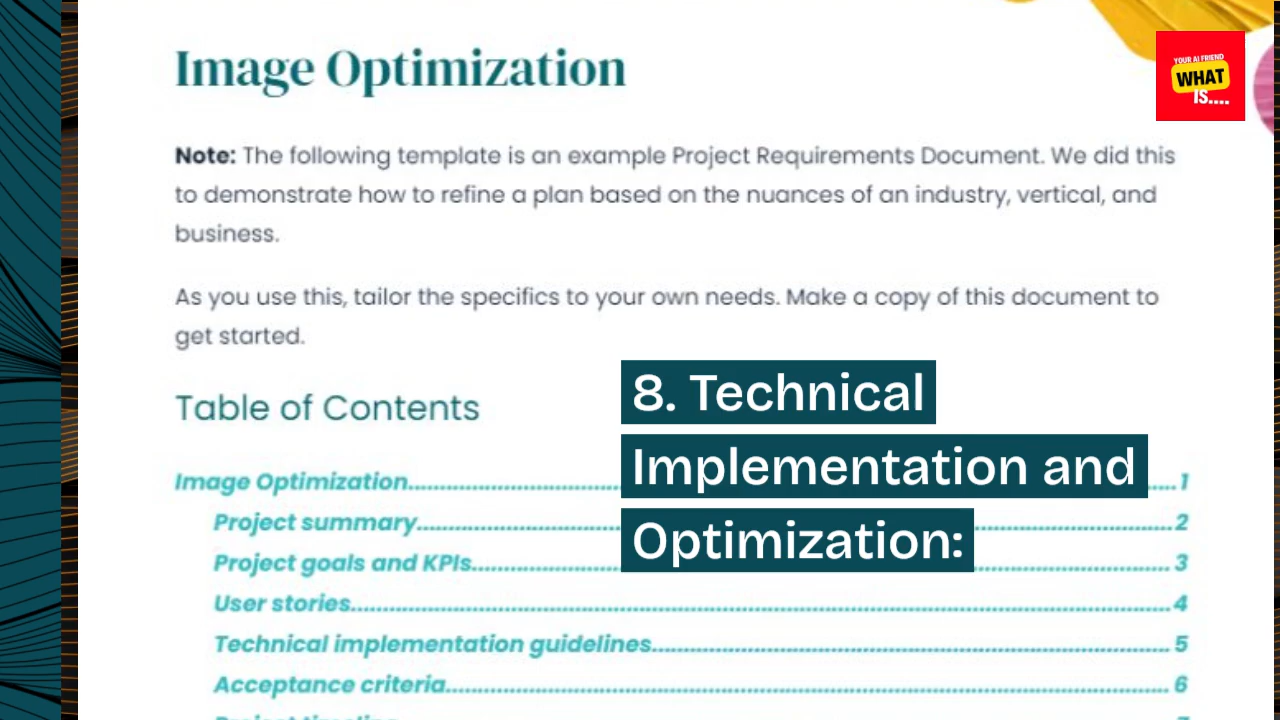 Image Optimization
YOUR AI FRIEND
WHAT
IS....
Note: The following template is an example Project Requirements Document. We did this
to demonstrate how to refine a plan based on the nuances of an industry, vertical, and
business.
As you use this, tailor the specifics to your own needs. Make a copy of this document to
get started.
8. Technical
Implementation and
Optimization:
Table of Contents
Image Optimization 1
Project summary 2
Project goals and KPIs 3
User stories 4
Technical implementation guidelines 5
Acceptance criteria 6
Project timeline 7